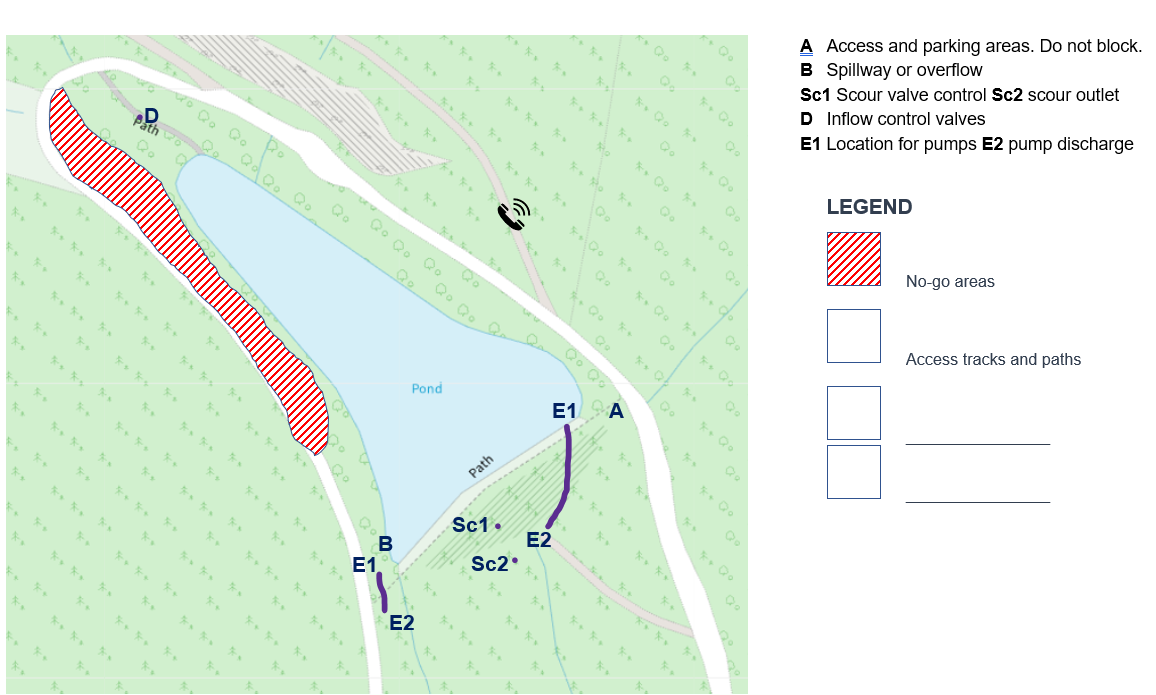 A Access and parking areas. Do not block.
B Spillway or overflow
Sc1 Scour valve control Sc2 scour outlet
D Inflow control valves
E1 Location for pumps E2 pump discharge
LEGEND
No-go areas
Access tracks and paths
D
Path
Pond
E1
A
Path
Sc1
E2
B
E1
Sc2
E2